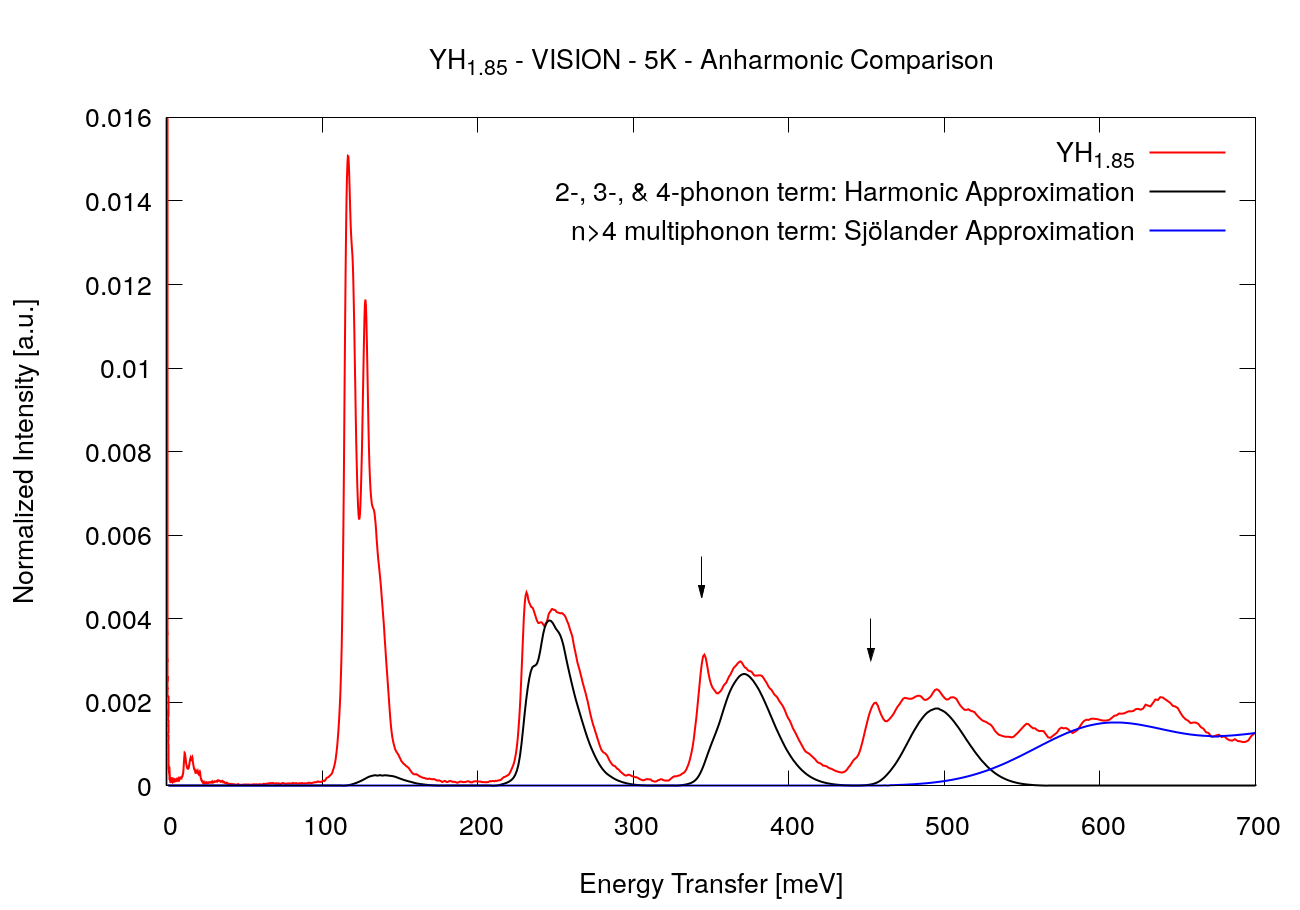 YH1.85 - VISION - 5K - Anharmonic Comparison
YH1.85
2-, 3-, & 4-phonon term: Harmonic Approximation
n>4 multiphonon term: Sjölander Approximation
Normalized Intensity [a.u.]
0.016
0.014
0.012
0.01
0.008
0.006
0.004
0.002
0
0 100 200 300 400 500 600 700
Energy Transfer [meV]